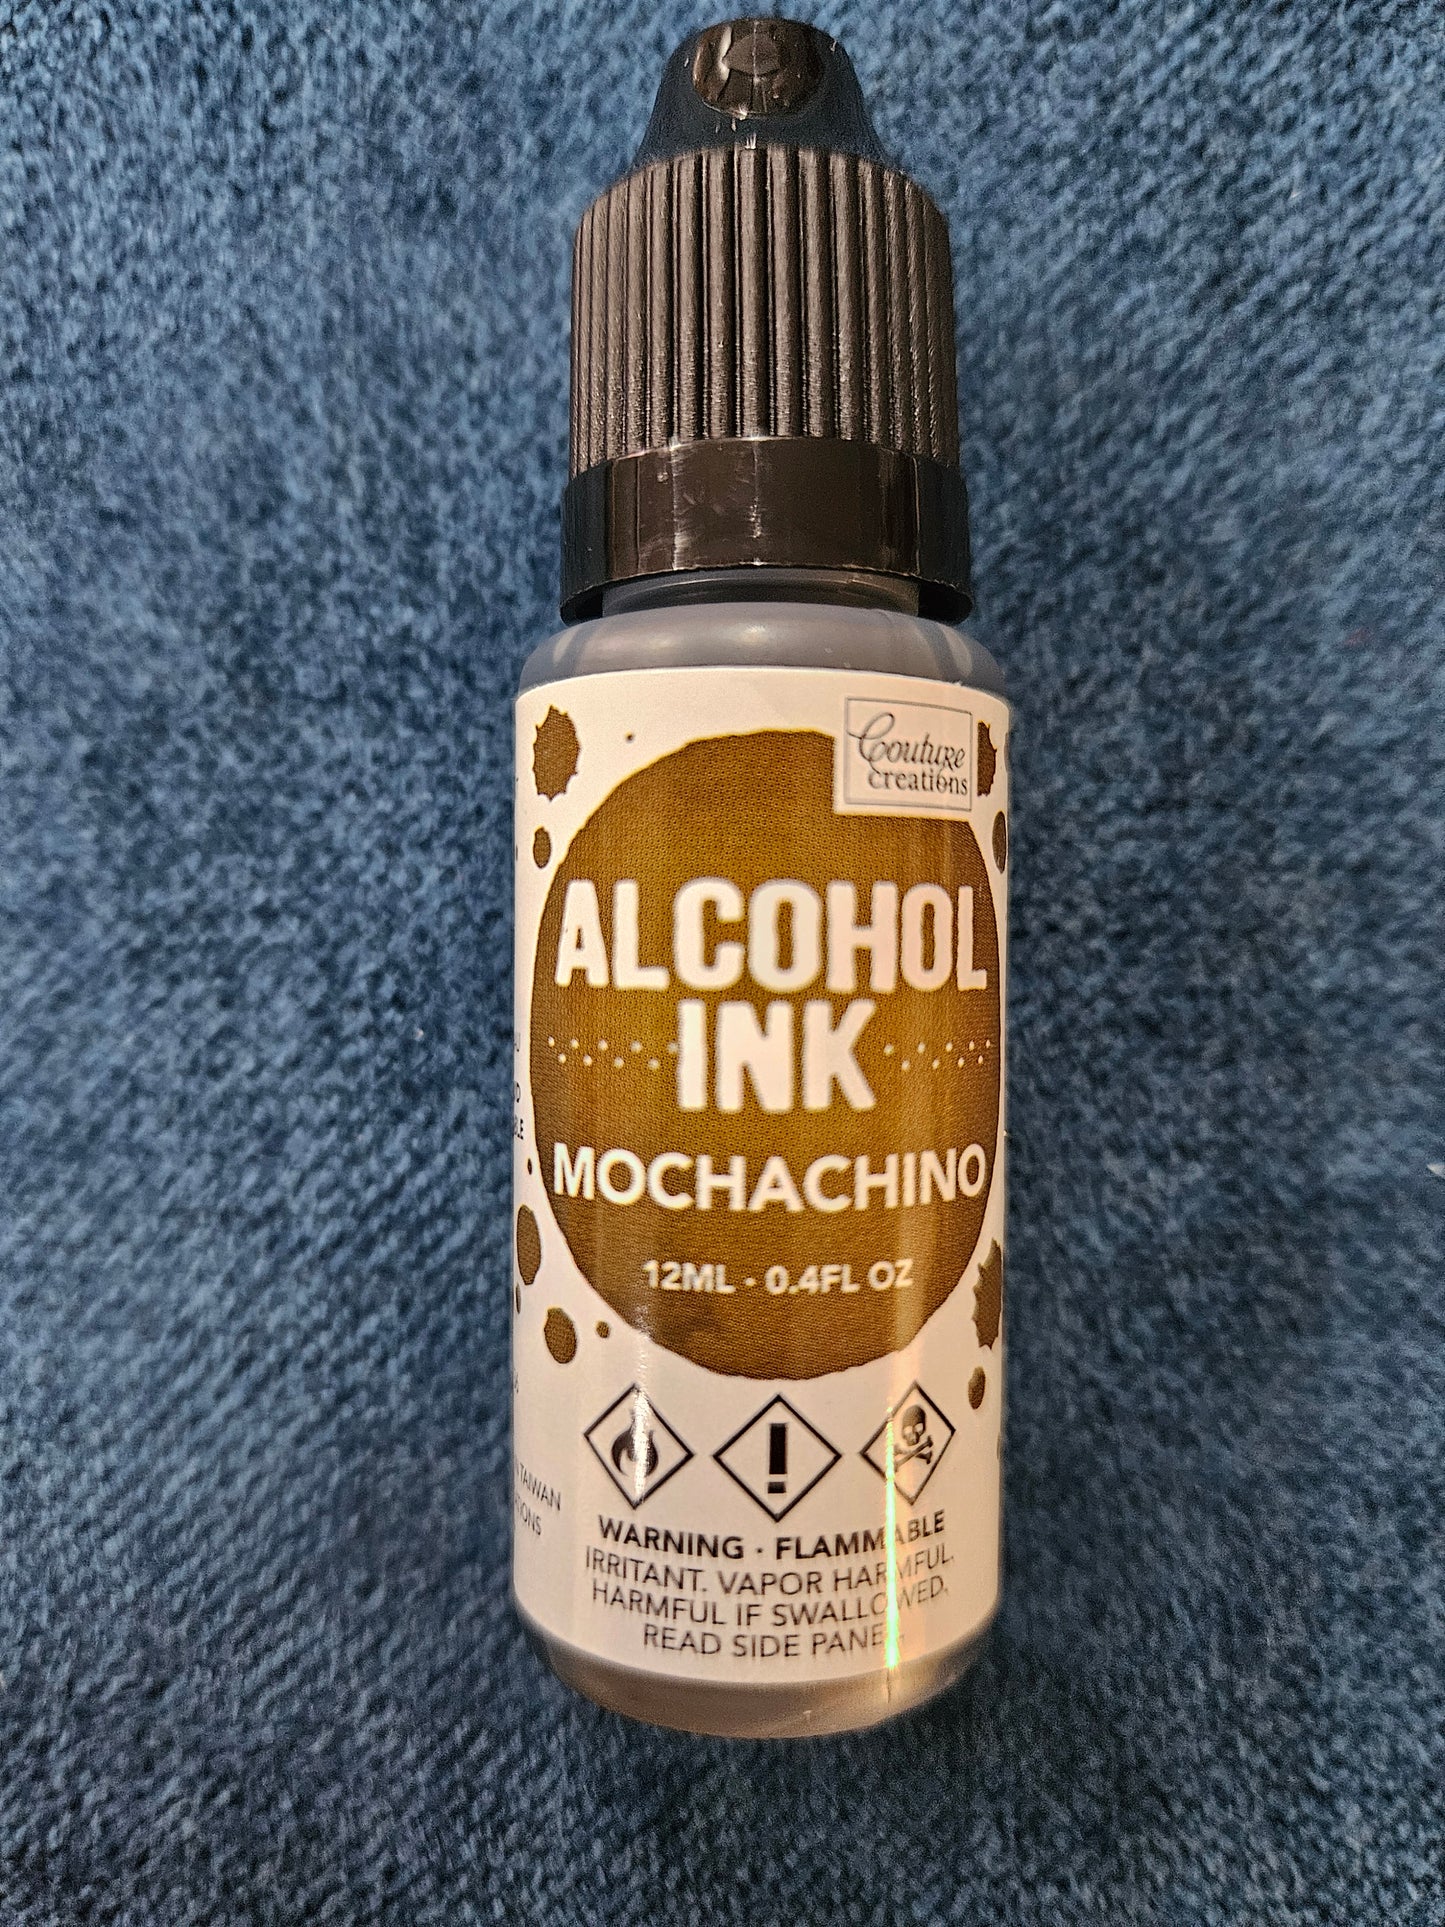 Couture
creations
ALCOHOL
INK
MOCHACHINO
12ML · 0.4FL OZ
TAIWAN
WARNING · FLAMMABLE
IRRITANT. VAPOR HARMFUL.
HARMFUL IF SWALLOWED.
READ SIDE PANEL.